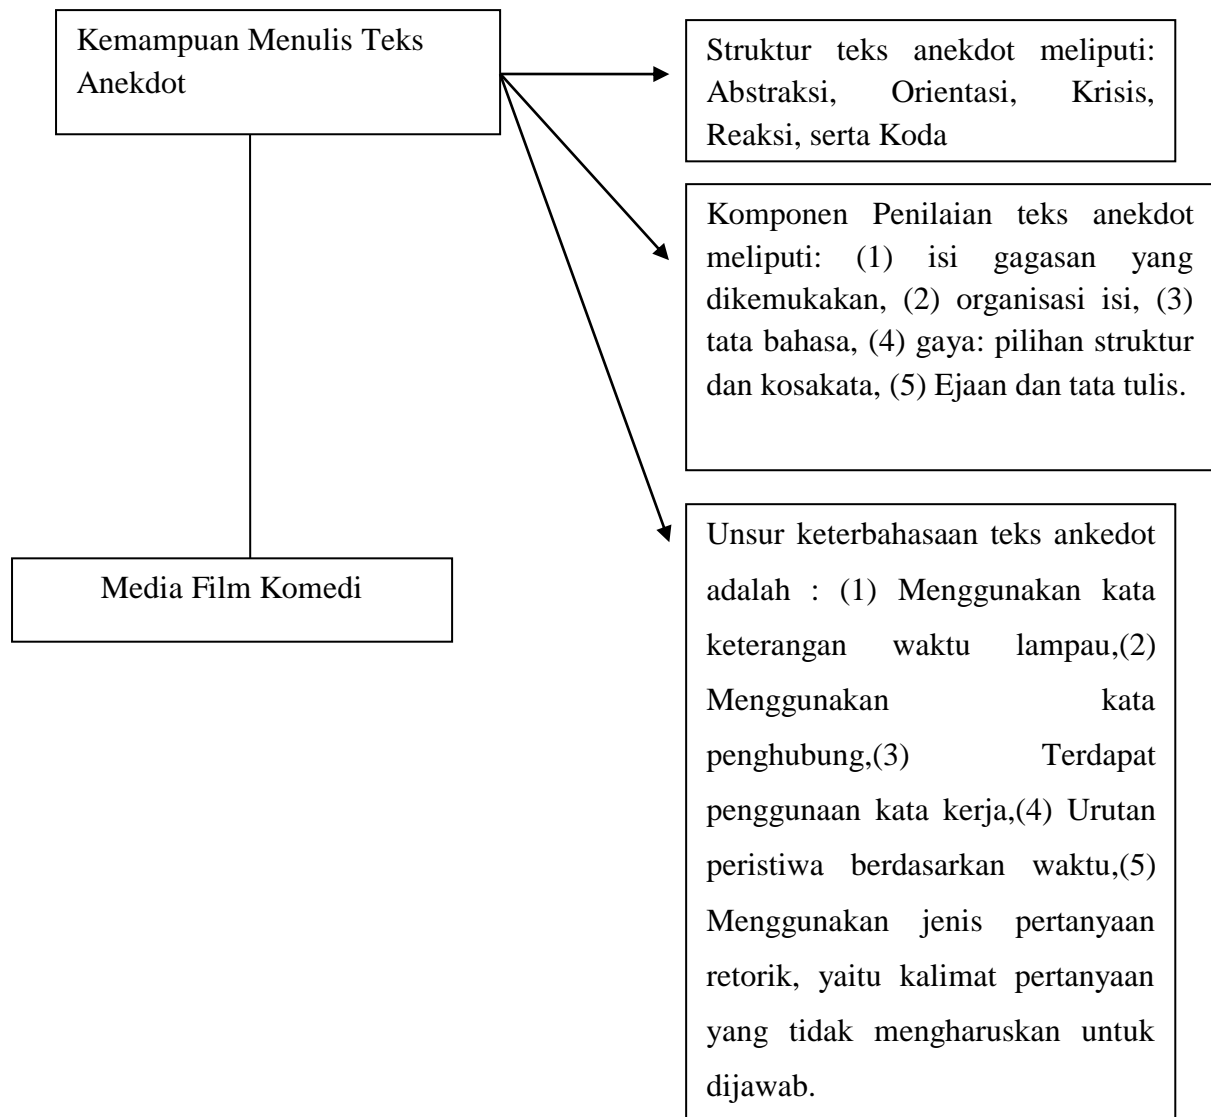 Kemampuan Menulis Teks
Anekdot
Struktur teks anekdot meliputi:
Abstraksi, Orientasi, Krisis,
Reaksi, serta Koda
Komponen Penilaian teks anekdot
meliputi: (1) isi gagasan yang
dikemukakan, (2) organisasi isi, (3)
tata bahasa, (4) gaya: pilihan struktur
dan kosakata, (5) Ejaan dan tata tulis.
Media Film Komedi
Unsur keterbahasaan teks ankedot
adalah : (1) Menggunakan kata
keterangan waktu lampau,(2)
Menggunakan kata
penghubung,(3) Terdapat
penggunaan kata kerja,(4) Urutan
peristiwa berdasarkan waktu,(5)
Menggunakan jenis pertanyaan
retorik, yaitu kalimat pertanyaan
yang tidak mengharuskan untuk
dijawab.